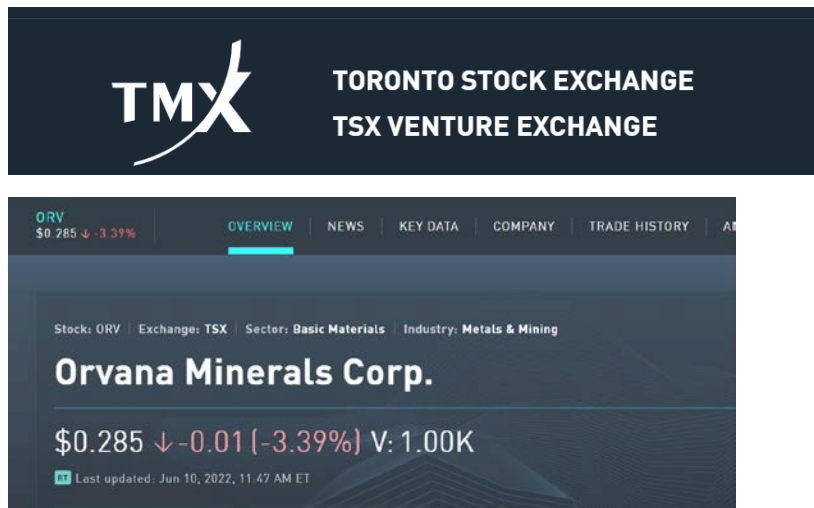 TMX
TORONTO STOCK EXCHANGE
TSX VENTURE EXCHANGE
ORV
$0.285 ↓ -3.39%
OVERVIEW
NEWS
KEY DATA
COMPANY
TRADE HISTORY
Stock: ORV Exchange: TSX Sector: Basic Materials Industry: Metals & Mining
Orvana Minerals Corp.
$0.285 ↓ -0.01 (-3.39%) V: 1.00K
RT Last updated: Jun 10, 2022, 11:47 AM ET